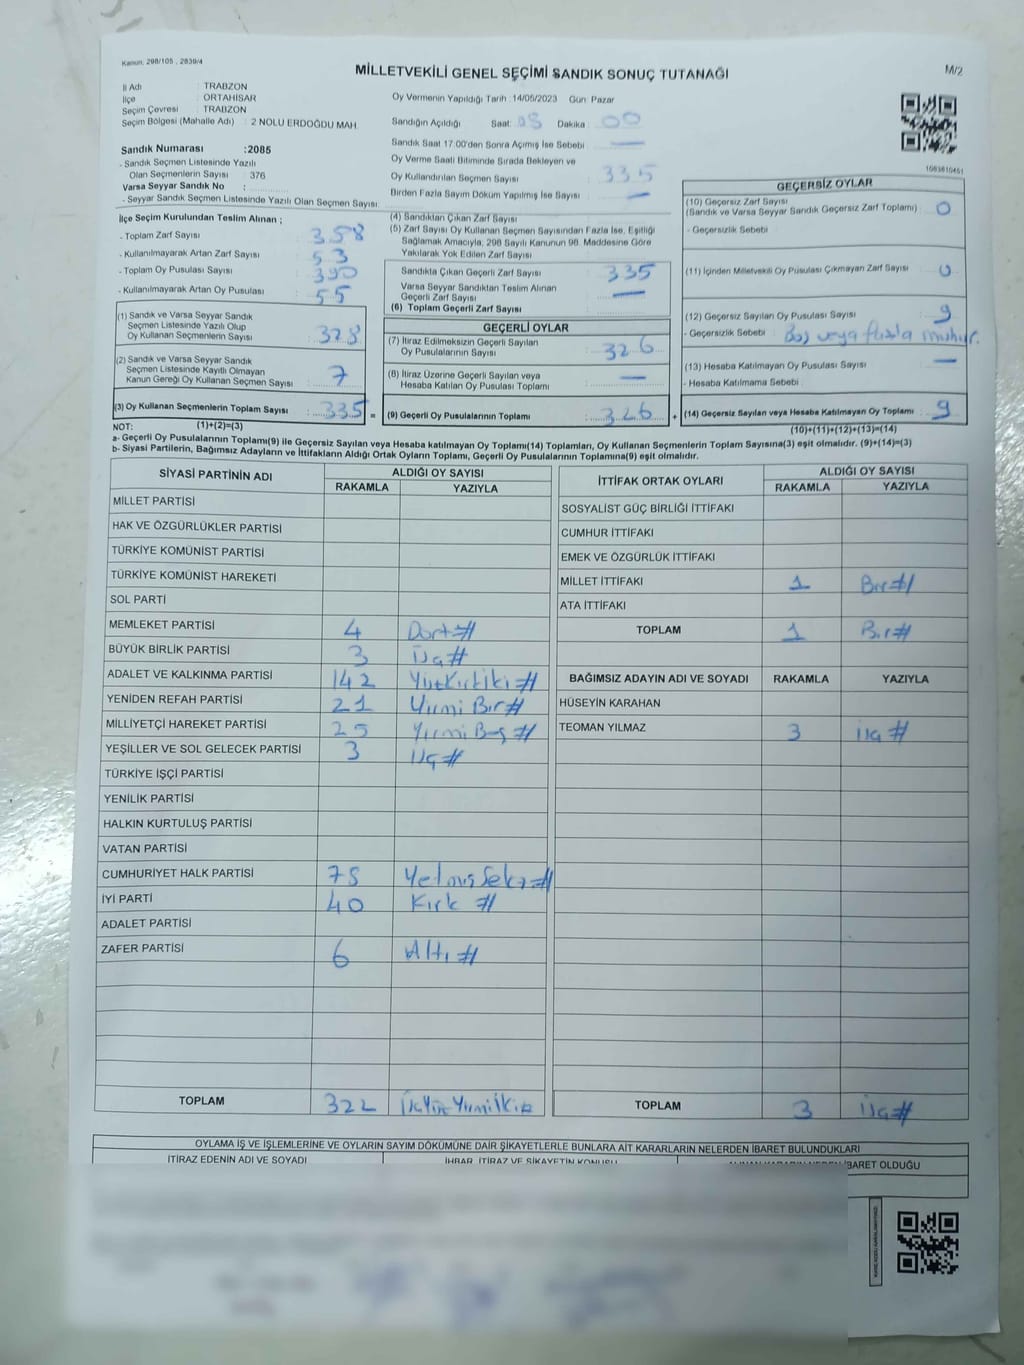 Kanun, 298/105 , 2839/4
MİLLETVEKİLİ GENEL SEÇİMİ SANDIK SONUÇ TUTANAĞI
M/2
İl Adı : TRABZON
İlçe : ORTAHİSAR
Seçim Çevresi : TRABZON
Seçim Bölgesi (Mahalle Adı) : 2 NOLU ERDOĞDU MAH.
Oy Vermenin Yapıldığı Tarih :14/05/2023 Gün: Pazar
Sandığın Açıldığı Saat: 08 Dakika : 00
Sandık Saat 17:00'den Sonra Açılmış İse Sebebi : —
Oy Verme Saati Bitiminde Sırada Bekleyen ve
Oy Kullandırılan Seçmen Sayısı : 335
Birden Fazla Sayım Döküm Yapılmış İse Sayısı : —
1083610451
Sandık Numarası :2085
- Sandık Seçmen Listesinde Yazılı
Olan Seçmenlerin Sayısı : 376
Varsa Seyyar Sandık No :
- Seyyar Sandık Seçmen Listesinde Yazılı Olan Seçmen Sayısı:
İlçe Seçim Kurulundan Teslim Alınan ;
- Toplam Zarf Sayısı : 358
- Kullanılmayarak Artan Zarf Sayısı : 53
- Toplam Oy Pusulası Sayısı : 390
- Kullanılmayarak Artan Oy Pusulası : 55
(1) Sandık ve Varsa Seyyar Sandık
Seçmen Listesinde Yazılı Olup
Oy Kullanan Seçmenlerin Sayısı : 328
(2) Sandık ve Varsa Seyyar Sandık
Seçmen Listesinde Kayıtlı Olmayan
Kanun Gereği Oy Kullanan Seçmen Sayısı : 7
(3) Oy Kullanan Seçmenlerin Toplam Sayısı : 335 =
(4) Sandıktan Çıkan Zarf Sayısı :
(5) Zarf Sayısı Oy Kullanan Seçmen Sayısından Fazla İse, Eşitliği
Sağlamak Amacıyla, 298 Sayılı Kanunun 98. Maddesine Göre
Yakılarak Yok Edilen Zarf Sayısı :
Sandıkta Çıkan Geçerli Zarf Sayısı : 335
Varsa Seyyar Sandıktan Teslim Alınan
Geçerli Zarf Sayısı : —
(6) Toplam Geçerli Zarf Sayısı :
GEÇERLİ OYLAR
(7) İtiraz Edilmeksizin Geçerli Sayılan
Oy Pusulalarının Sayısı : 326
(8) İtiraz Üzerine Geçerli Sayılan veya
Hesaba Katılan Oy Pusulası Toplamı : —
(9) Geçerli Oy Pusulalarının Toplamı : 326 +
GEÇERSİZ OYLAR
(10) Geçersiz Zarf Sayısı
(Sandık ve Varsa Seyyar Sandık Geçersiz Zarf Toplamı) : 0
- Geçersizlik Sebebi :
(11) İçinden Milletvekili Oy Pusulası Çıkmayan Zarf Sayısı : 0
(12) Geçersiz Sayılan Oy Pusulası Sayısı : 9
- Geçersizlik Sebebi : Boş veya fazla mühür.
(13) Hesaba Katılmayan Oy Pusulası Sayısı : —
- Hesaba Katılmama Sebebi :
(14) Geçersiz Sayılan veya Hesaba Katılmayan Oy Toplamı : 9
NOT: (1)+(2)=(3)
(10)+(11)+(12)+(13)=(14)
a- Geçerli Oy Pusulalarının Toplamı(9) ile Geçersiz Sayılan veya Hesaba katılmayan Oy Toplamı(14) Toplamları, Oy Kullanan Seçmenlerin Toplam Sayısına(3) eşit olmalıdır. (9)+(14)=(3)
b- Siyasi Partilerin, Bağımsız Adayların ve İttifakların Aldığı Ortak Oyların Toplamı, Geçerli Oy Pusulalarının Toplamına(9) eşit olmalıdır.
SİYASİ PARTİNİN ADI ALDIĞI OY SAYISI
RAKAMLA YAZIYLA
MİLLET PARTİSİ
HAK VE ÖZGÜRLÜKLER PARTİSİ
TÜRKİYE KOMÜNİST PARTİSİ
TÜRKİYE KOMÜNİST HAREKETİ
SOL PARTİ
MEMLEKET PARTİSİ 4 Dört #
BÜYÜK BİRLİK PARTİSİ 3 Üç #
ADALET VE KALKINMA PARTİSİ 142 Yüzkırkiki #
YENİDEN REFAH PARTİSİ 21 Yirmi Bir #
MİLLİYETÇİ HAREKET PARTİSİ 25 Yirmi Beş #
YEŞİLLER VE SOL GELECEK PARTİSİ 3 Üç #
TÜRKİYE İŞÇİ PARTİSİ
YENİLİK PARTİSİ
HALKIN KURTULUŞ PARTİSİ
VATAN PARTİSİ
CUMHURİYET HALK PARTİSİ 78 Yetmiş Sekiz #
İYİ PARTİ 40 Kırk #
ADALET PARTİSİ
ZAFER PARTİSİ 6 Altı #
TOPLAM 322 ÜçYüzYirmiİki #
İTTİFAK ORTAK OYLARI ALDIĞI OY SAYISI
RAKAMLA YAZIYLA
SOSYALİST GÜÇ BİRLİĞİ İTTİFAKI
CUMHUR İTTİFAKI
EMEK VE ÖZGÜRLÜK İTTİFAKI
MİLLET İTTİFAKI 1 Bir #
ATA İTTİFAKI
TOPLAM 1 Bir #
BAĞIMSIZ ADAYIN ADI VE SOYADI RAKAMLA YAZIYLA
HÜSEYİN KARAHAN
TEOMAN YILMAZ 3 Üç #
TOPLAM 3 Üç #
OYLAMA İŞ VE İŞLEMLERİNE VE OYLARIN SAYIM DÖKÜMÜNE DAİR ŞİKAYETLERLE BUNLARA AİT KARARLARIN NELERDEN İBARET BULUNDUKLARI
İTİRAZ EDENİN ADI VE SOYADI İHBAR, İTİRAZ VE ŞİKAYETİN KONUSU İBARET OLDUĞU